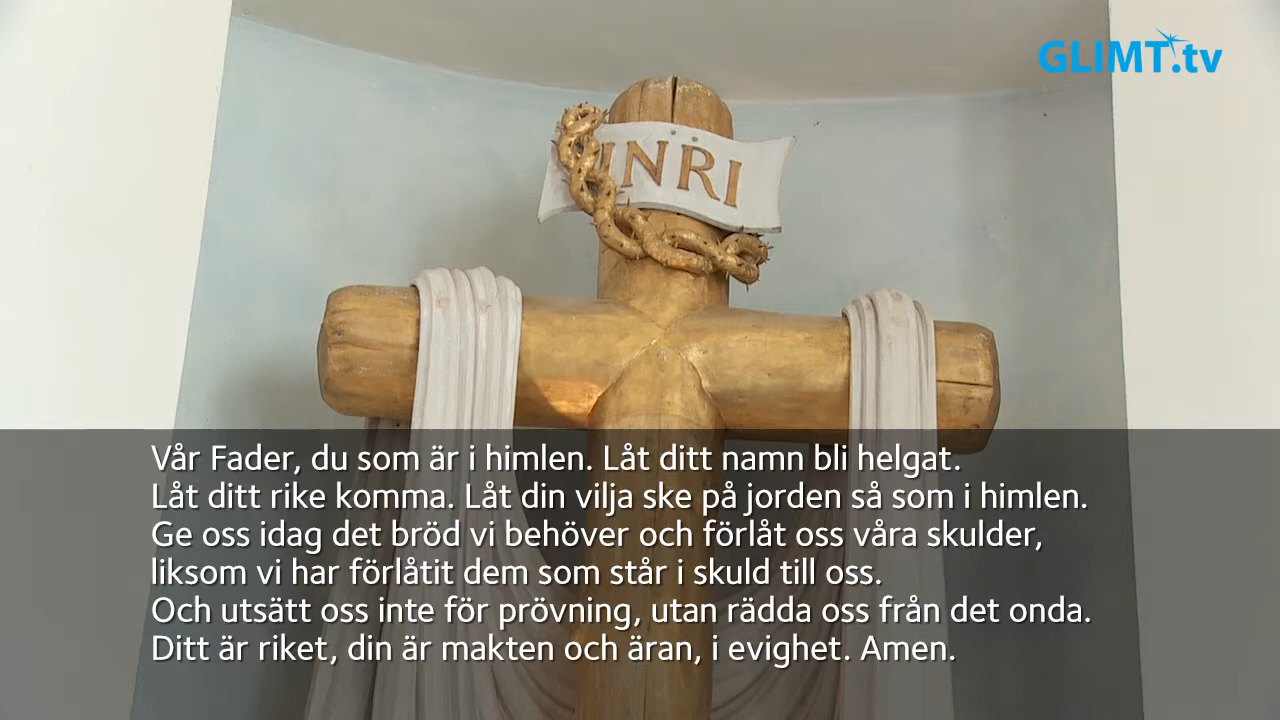 GLIMT.tv
INRI
Vår Fader, du som är i himlen. Låt ditt namn bli helgat.
Låt ditt rike komma. Låt din vilja ske på jorden så som i himlen.
Ge oss idag det bröd vi behöver och förlåt oss våra skulder,
liksom vi har förlåtit dem som står i skuld till oss.
Och utsätt oss inte för prövning, utan rädda oss från det onda.
Ditt är riket, din är makten och äran, i evighet. Amen.